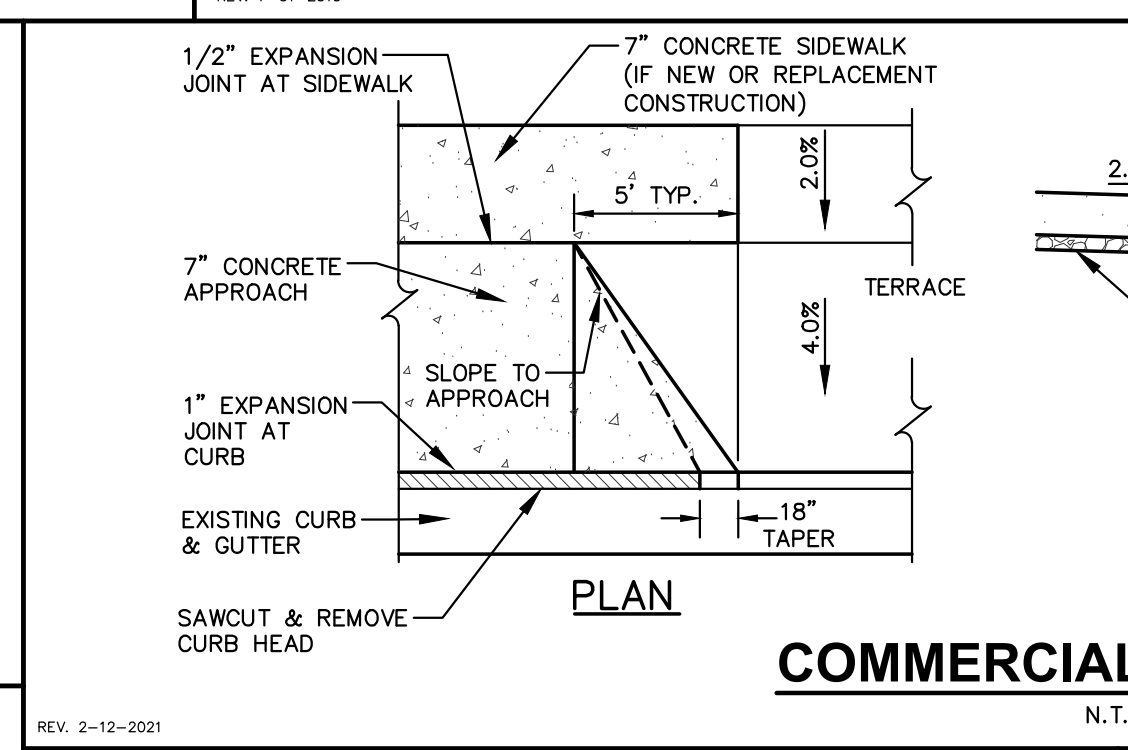 1/2” EXPANSION
JOINT AT SIDEWALK
7” CONCRETE SIDEWALK
(IF NEW OR REPLACEMENT
CONSTRUCTION)
2.0%
2.
5’ TYP.
7” CONCRETE
APPROACH
TERRACE
4.0%
SLOPE TO
APPROACH
1” EXPANSION
JOINT AT
CURB
EXISTING CURB
& GUTTER
18”
TAPER
PLAN
SAWCUT & REMOVE
CURB HEAD
COMMERCIAL
N.T.
REV. 2–12–2021